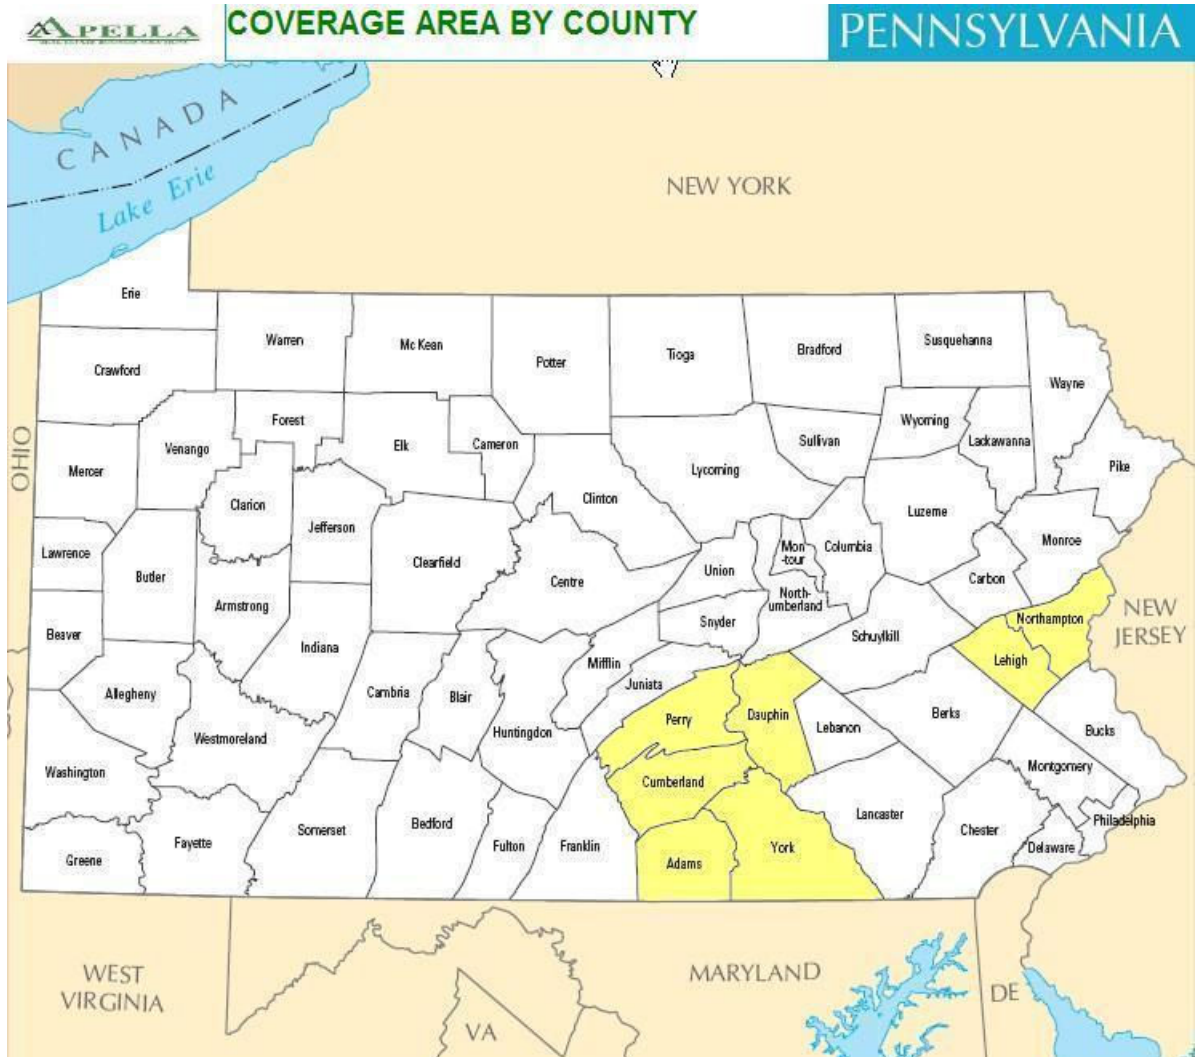 APELLA
COVERAGE AREA BY COUNTY
PENNSYLVANIA
CANADA
Lake Erie
NEW YORK
Erie
Warren
Mc Kean
Potter
Tioga
Bradford
Susquehanna
Crawford
Wayne
Forest
Venango
Elk
Cameron
Sullivan
Wyoming
Lackawanna
OHIO
Mercer
Lycoming
Pike
Clarion
Clinton
Jefferson
Luzerne
Lawrence
Clearfield
Mon
-tour
Columbia
Monroe
Butler
Centre
Union
Carbon
Armstrong
North-
umberland
Northampton
NEW
JERSEY
Beaver
Snyder
Schuylkill
Indiana
Mifflin
Lehigh
Allegheny
Cambria
Blair
Juniata
Perry
Dauphin
Lebanon
Berks
Westmoreland
Huntingdon
Bucks
Washington
Cumberland
Montgomery
Somerset
Bedford
Lancaster
Philadelphia
Greene
Fayette
Fulton
Franklin
Adams
York
Chester
Delaware
WEST
VIRGINIA
MARYLAND
DE
VA